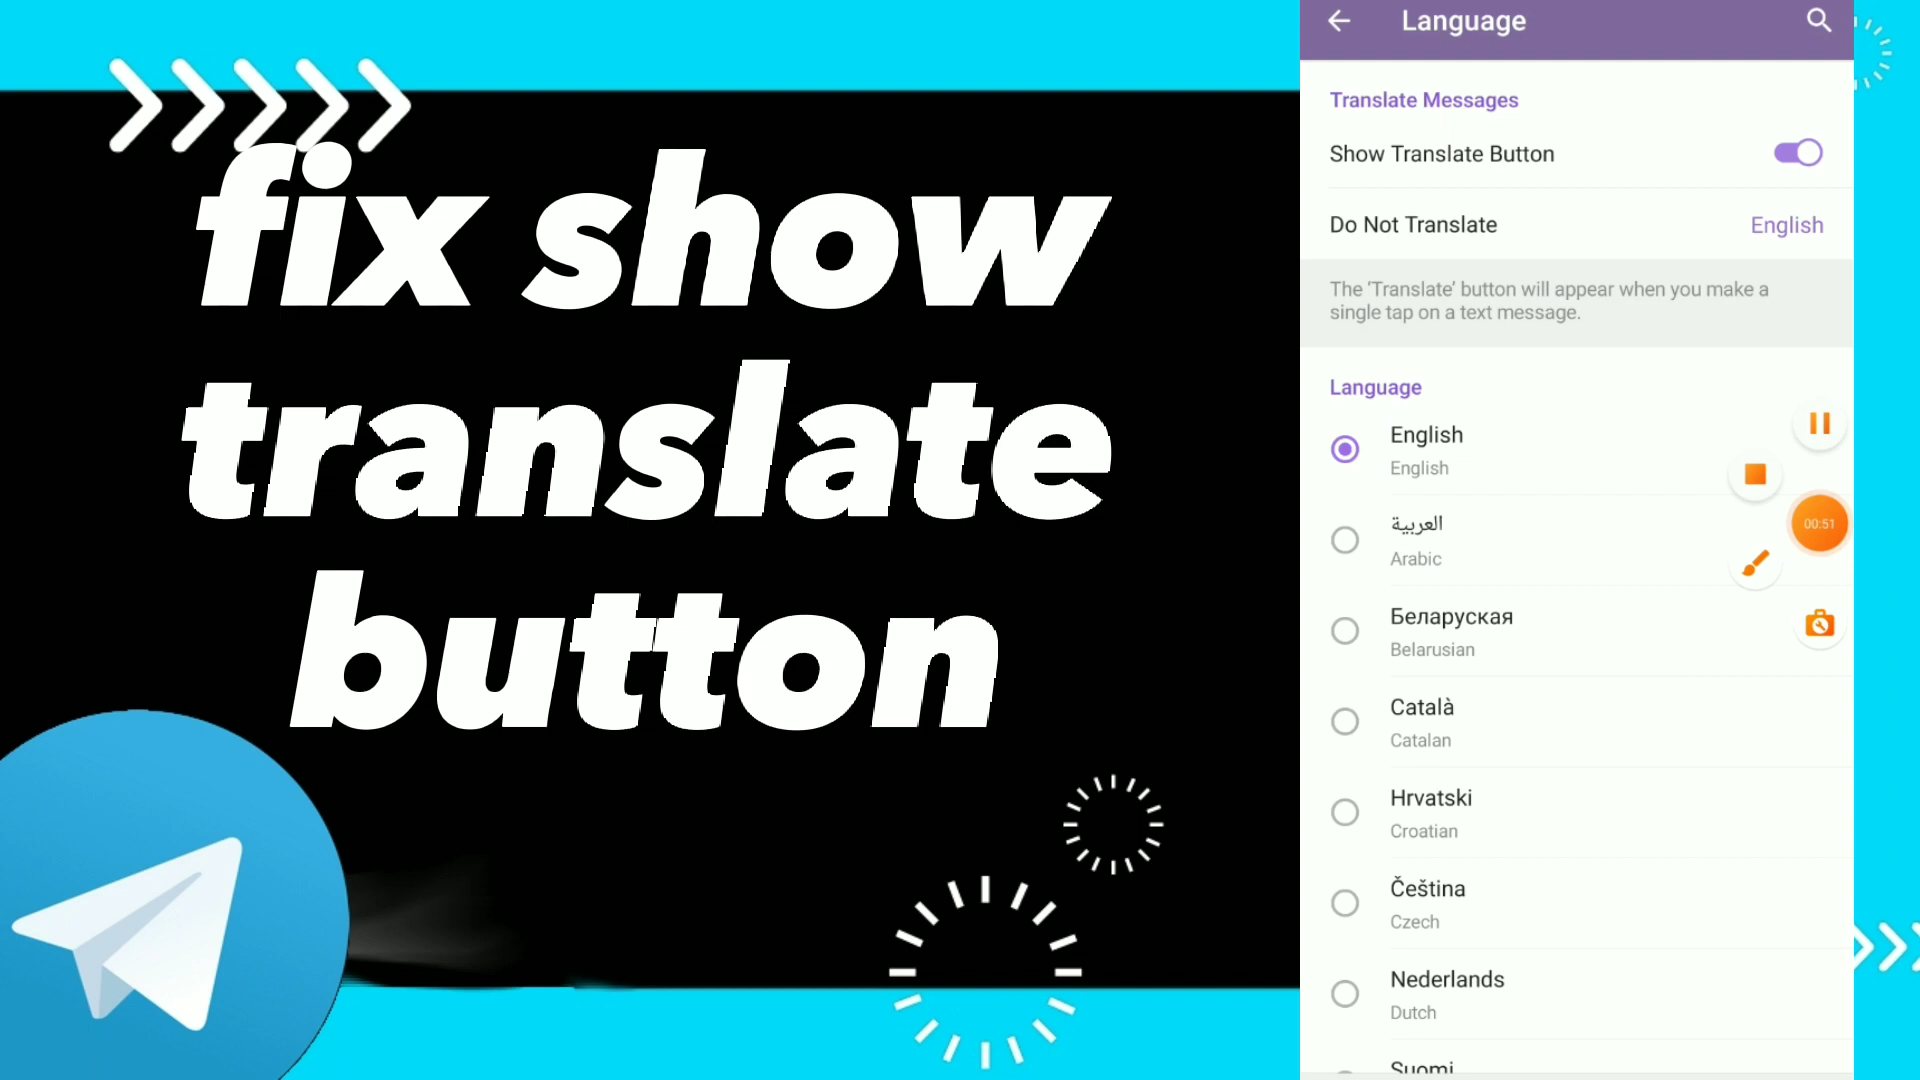 fix show
translate
button
Language
Translate Messages
Show Translate Button
Do Not Translate English
The ‘Translate’ button will appear when you make a
single tap on a text message.
Language
English
English
العربية
Arabic
00:51
Беларуская
Belarusian
Català
Catalan
Hrvatski
Croatian
Čeština
Czech
Nederlands
Dutch
Suomi